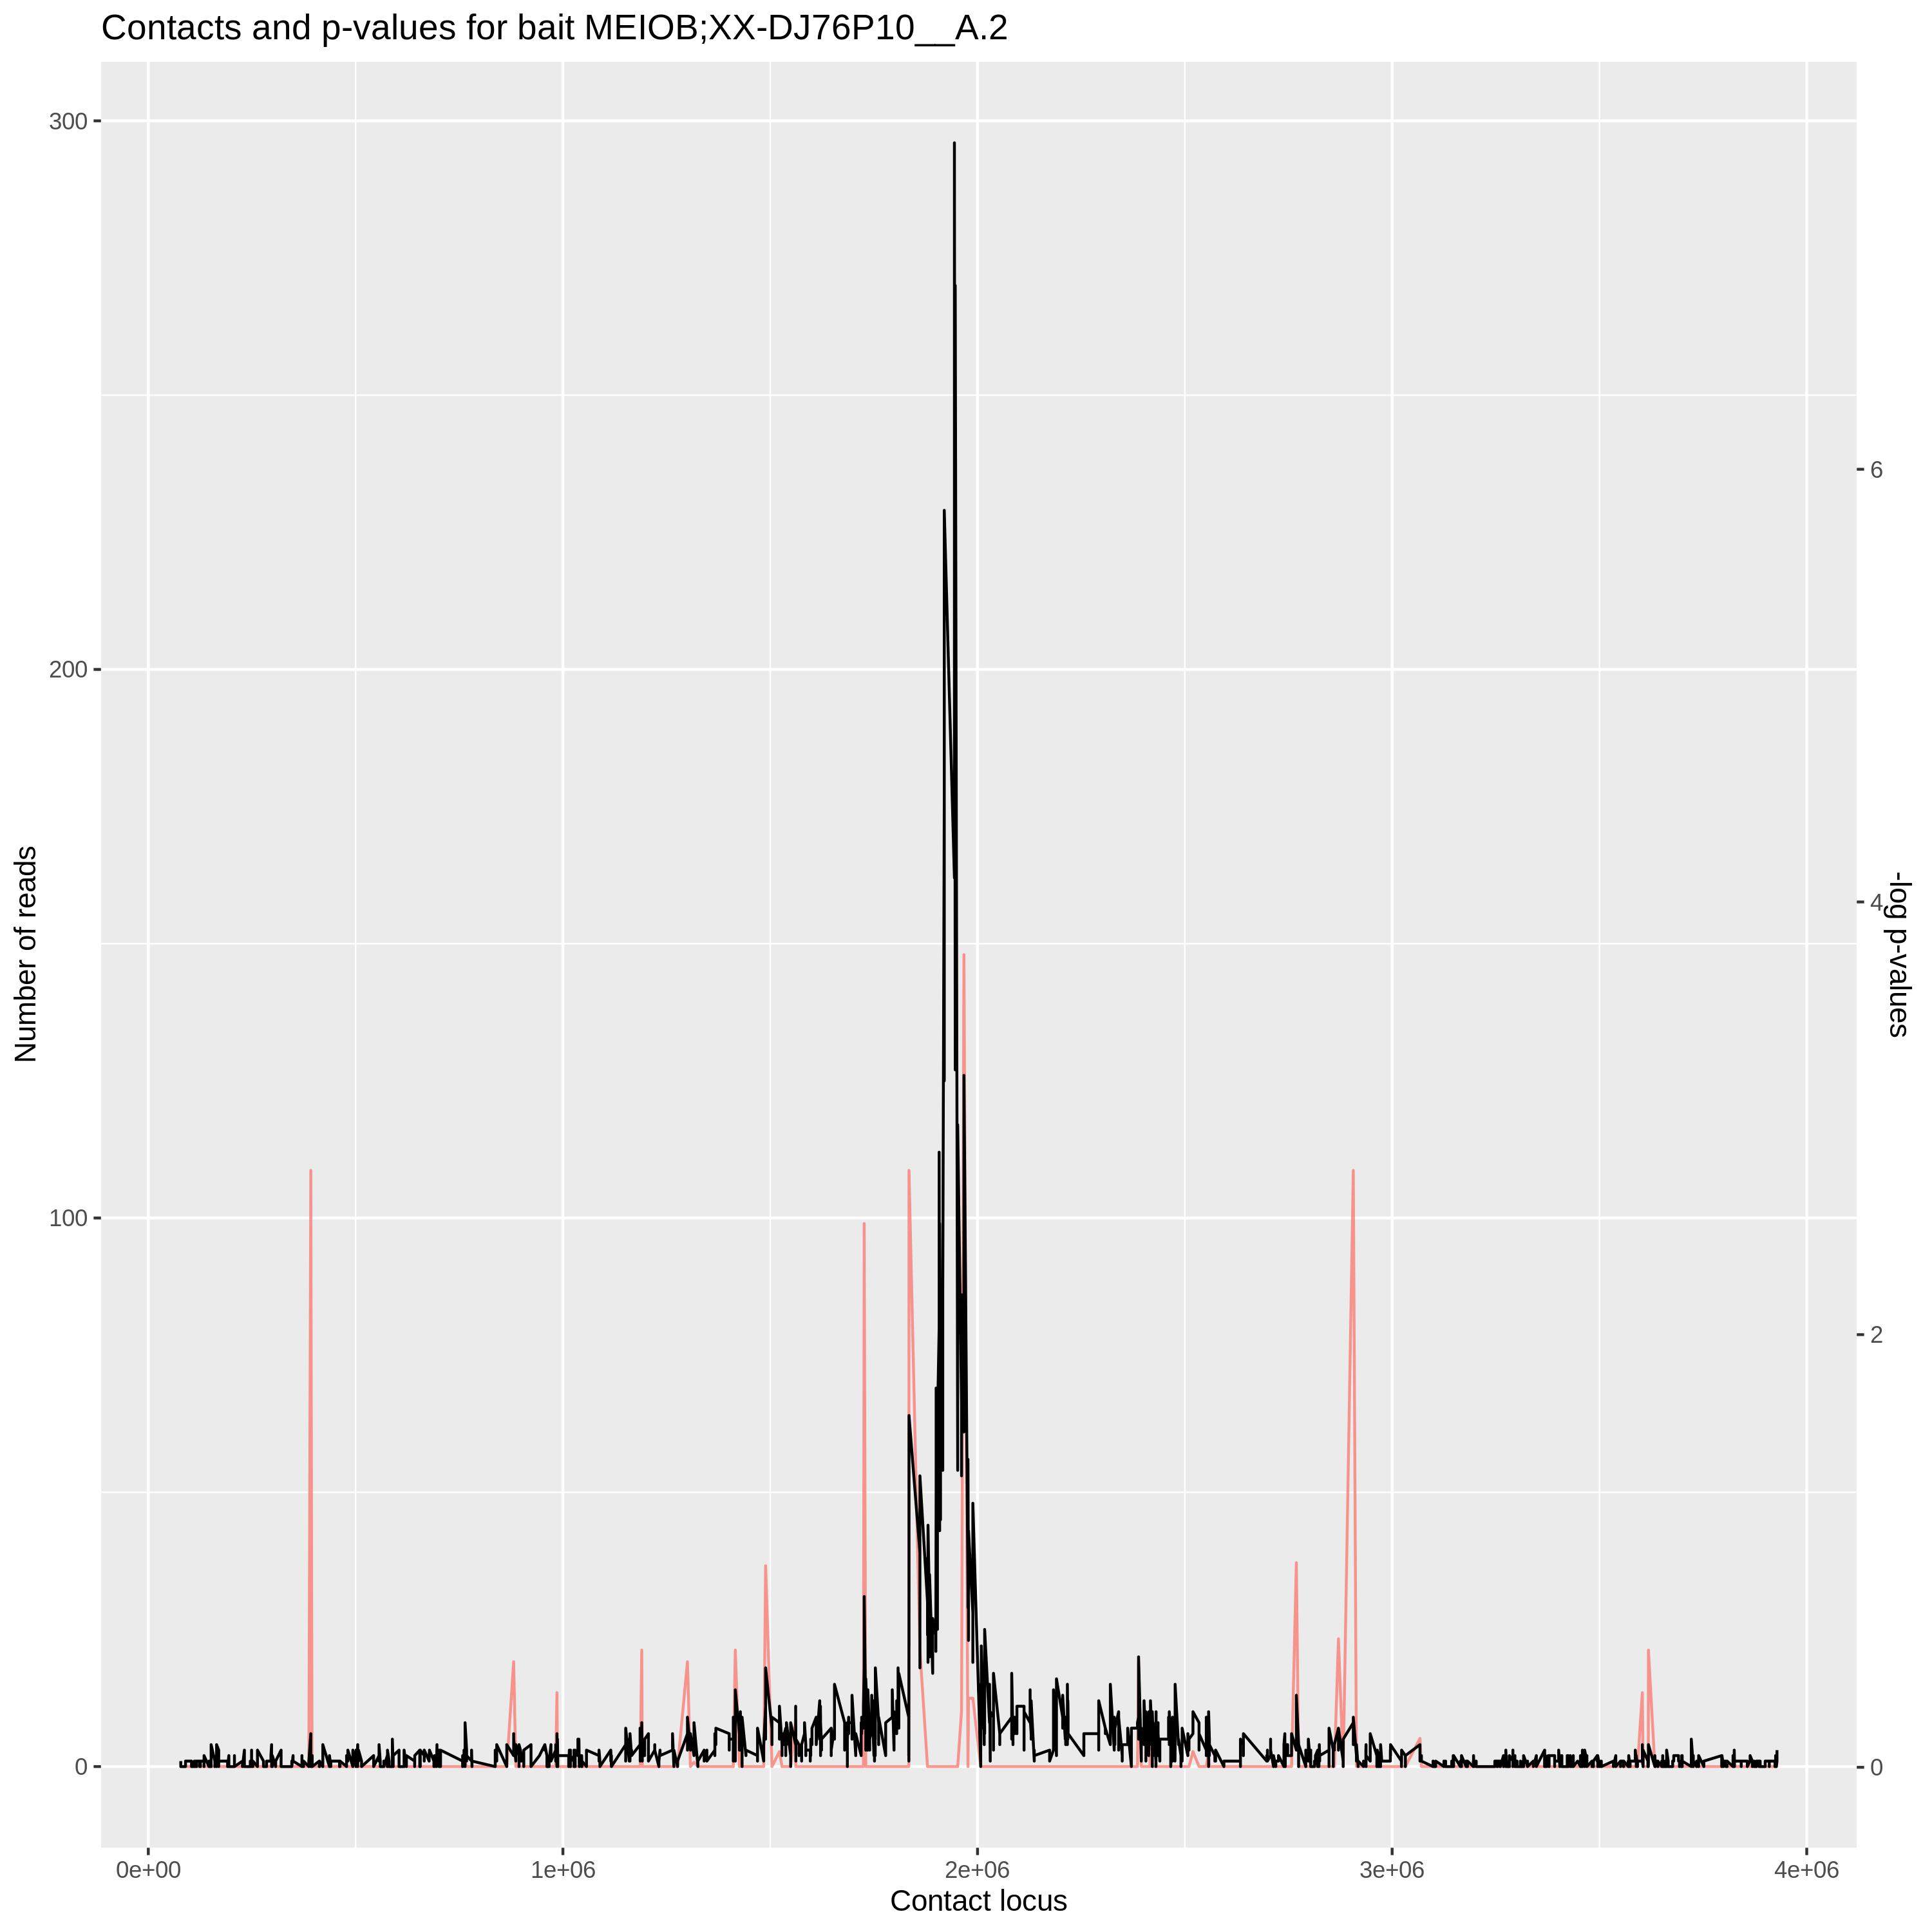 Contacts and p-values for bait MEIOB;XX-DJ76P10__A.2
300
200
100
0
Number of reads
6
4
2
0
-log p-values
0e+00
1e+06
2e+06
3e+06
4e+06
Contact locus